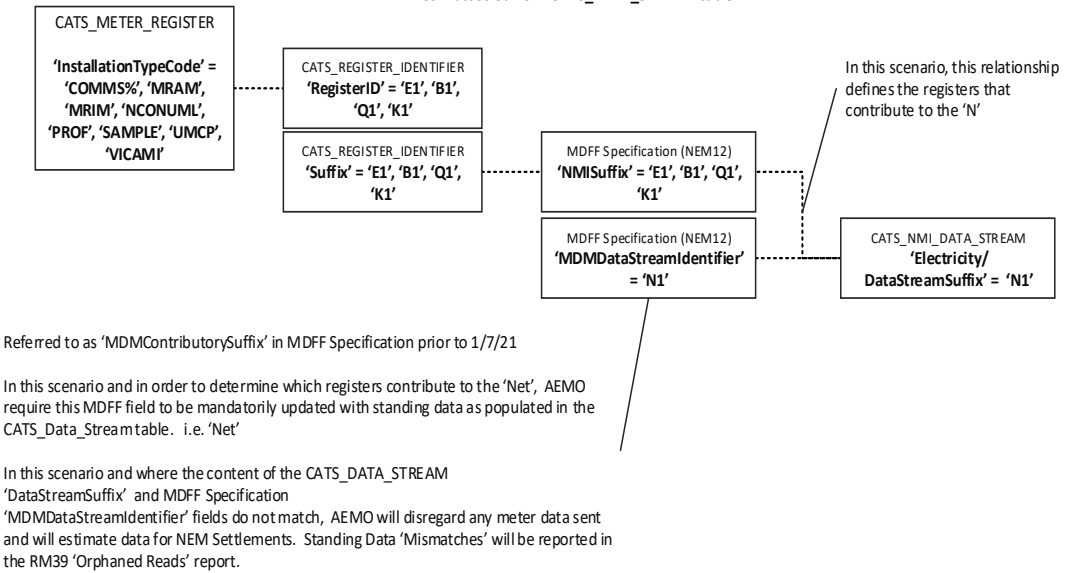 CATS_METER_REGISTER
'InstallationTypeCode' =
'COMMS%', 'MRAM',
'MRIM', 'NCONUML',
'PROF', 'SAMPLE', 'UMCP',
'VICAMI'
CATS_REGISTER_IDENTIFIER
'RegisterID' = 'E1', 'B1',
'Q1', 'K1'
CATS_REGISTER_IDENTIFIER
'Suffix' = 'E1', 'B1', 'Q1',
'K1'
MDFF Specification (NEM12)
'NMISuffix' = 'E1', 'B1', 'Q1',
'K1'
MDFF Specification (NEM12)
'MDMDataStreamIdentifier'
= 'N1'
In this scenario, this relationship
defines the registers that
contribute to the 'N'
CATS_NMI_DATA_STREAM
'Electricity/
DataStreamSuffix' = 'N1'
Referred to as 'MDMContributorySuffix' in MDFF Specification prior to 1/7/21
In this scenario and in order to determine which registers contribute to the 'Net', AEMO
require this MDFF field to be mandatorily updated with standing data as populated in the
CATS_Data_Stream table. i.e. 'Net'
In this scenario and where the content of the CATS_DATA_STREAM
'DataStreamSuffix' and MDFF Specification
'MDMDataStreamIdentifier' fields do not match, AEMO will disregard any meter data sent
and will estimate data for NEM Settlements. Standing Data 'Mismatches' will be reported in
the RM39 'Orphaned Reads' report.